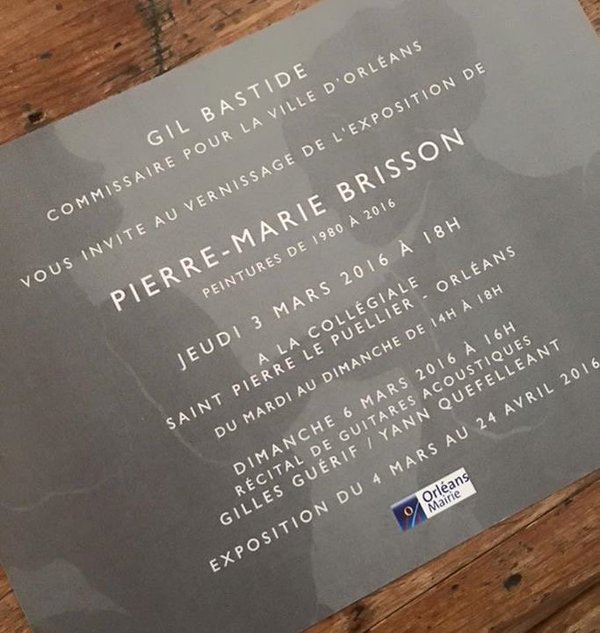 GIL BASTIDE
COMMISSAIRE POUR LA VILLE D'ORLÉANS
VOUS INVITE AU VERNISSAGE DE L'EXPOSITION DE
PIERRE-MARIE BRISSON
PEINTURES DE 1980 À 2016
JEUDI 3 MARS 2016 À 18H
A LA COLLÉGIALE
SAINT PIERRE LE PUELLIER - ORLÉANS
DU MARDI AU DIMANCHE DE 14H À 18H
DIMANCHE 6 MARS 2016 À 16H
RÉCITAL DE GUITARES ACOUSTIQUES
GILLES GUÉRIF / YANN QUEFELLEANT
EXPOSITION DU 4 MARS AU 24 AVRIL 2016
Orléans
Mairie